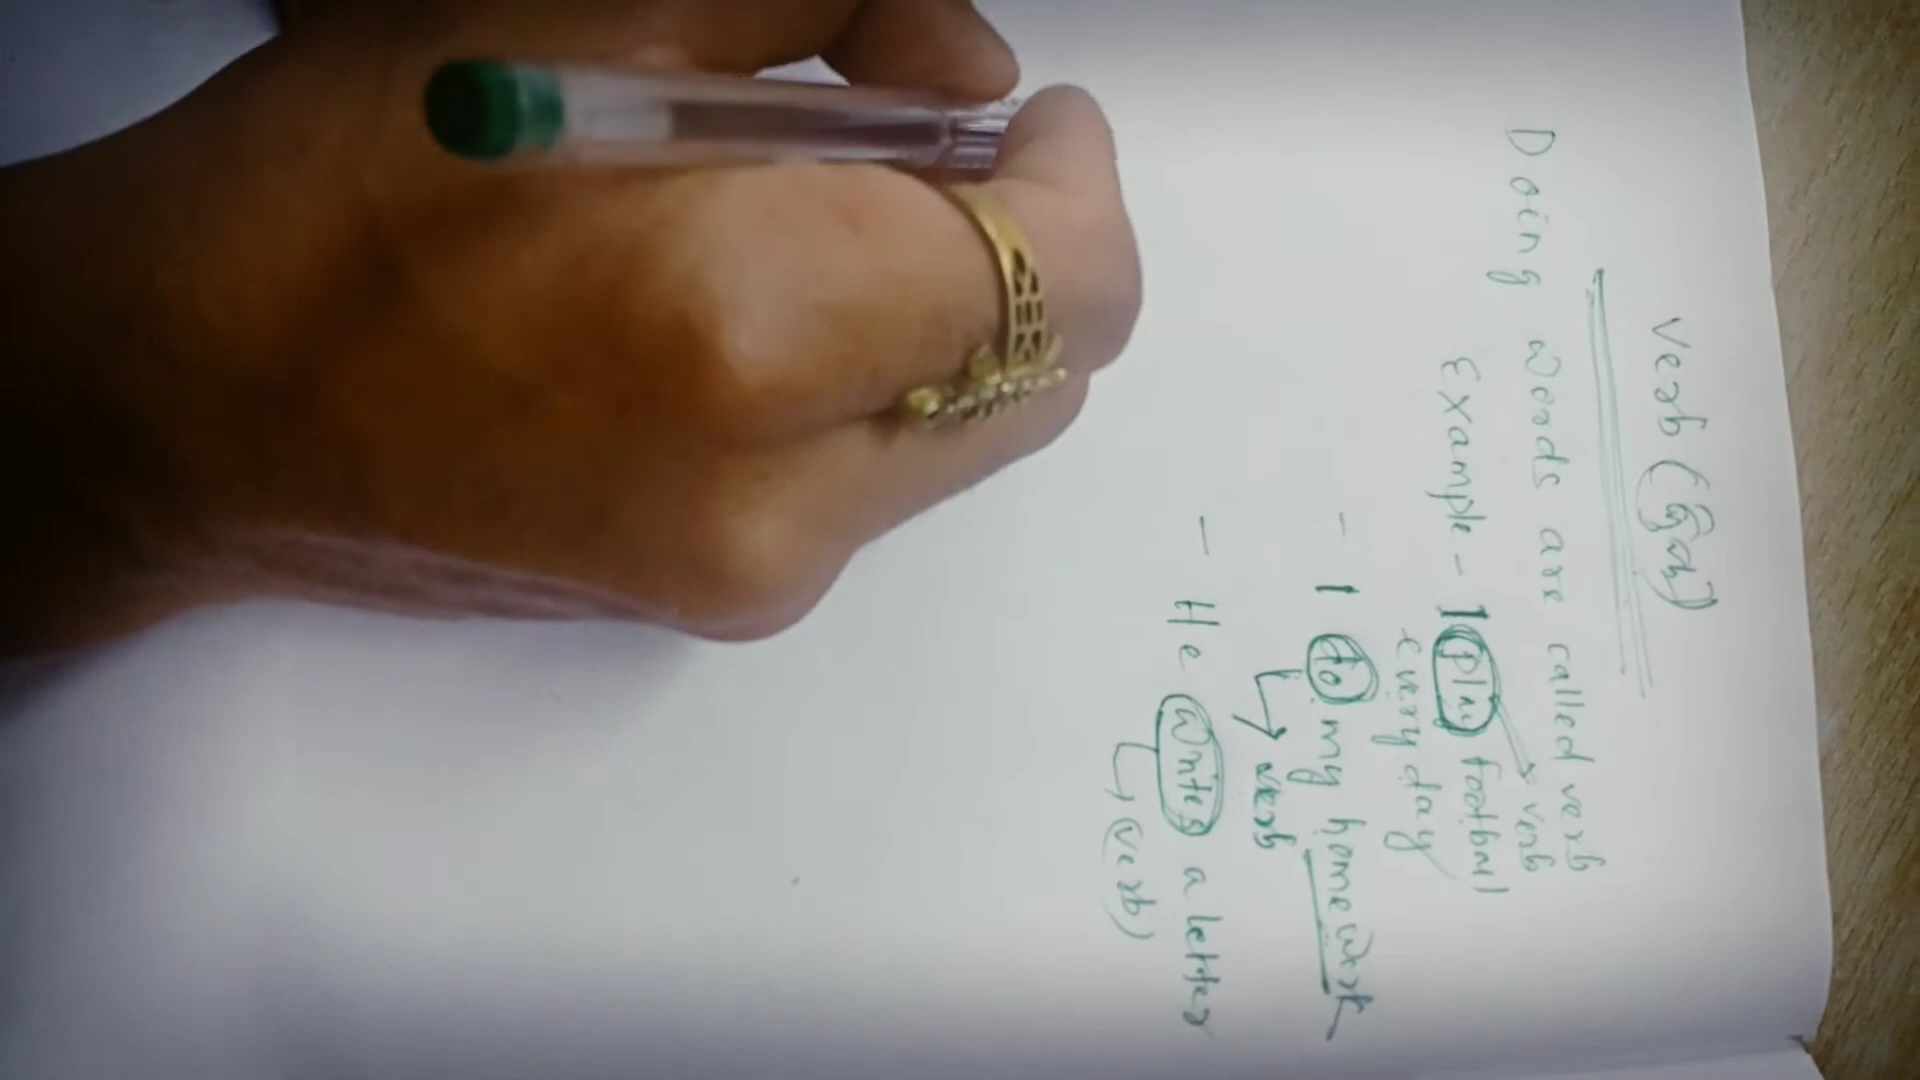 Verb (
Doing words are called verb
Example - I play football
verb
every day
- I do my homework
verb
- He writes a letter
(verb)